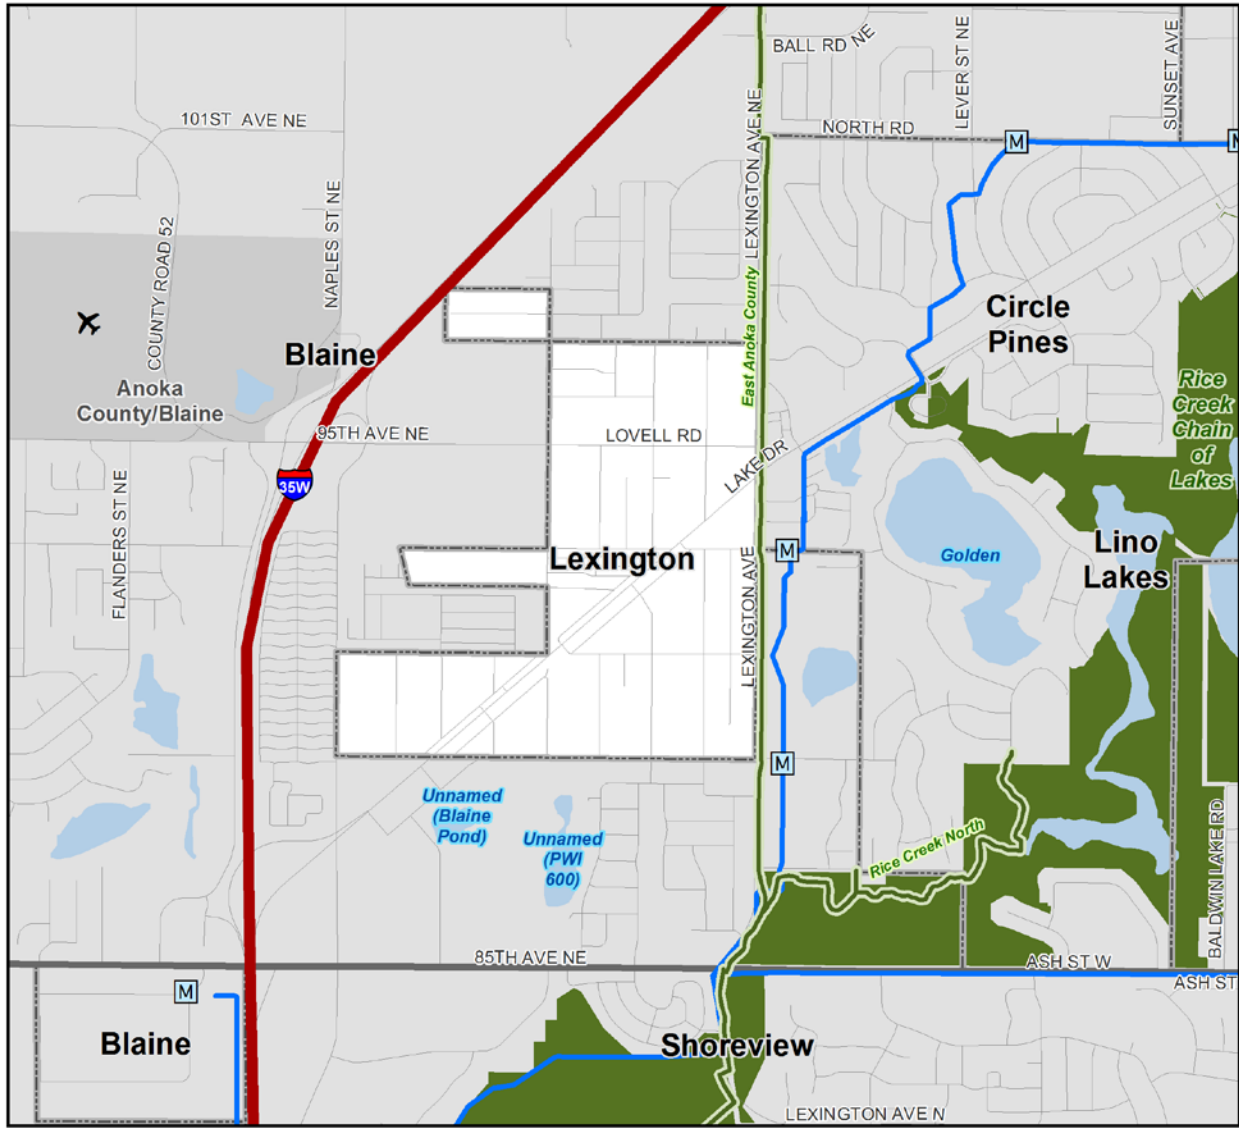 BALL RD NE
LEVER ST NE
SUNSET AVE
101ST AVE NE
LEXINGTON AVE NE
NORTH RD
M
M
NAPLES ST NE
COUNTY ROAD 52
East Anoka County
Circle
Pines
Blaine
Anoka
County/Blaine
Rice
Creek
Chain
of
Lakes
95TH AVE NE
LOVELL RD
LAKE DR
35W
FLANDERS ST NE
Lexington
LEXINGTON AVE
M
Golden
Lino
Lakes
M
Unnamed
(Blaine
Pond)
Unnamed
(PWI
600)
Rice Creek North
BALDWIN LAKE RD
85TH AVE NE
ASH ST W
ASH ST
M
Blaine
Shoreview
LEXINGTON AVE N